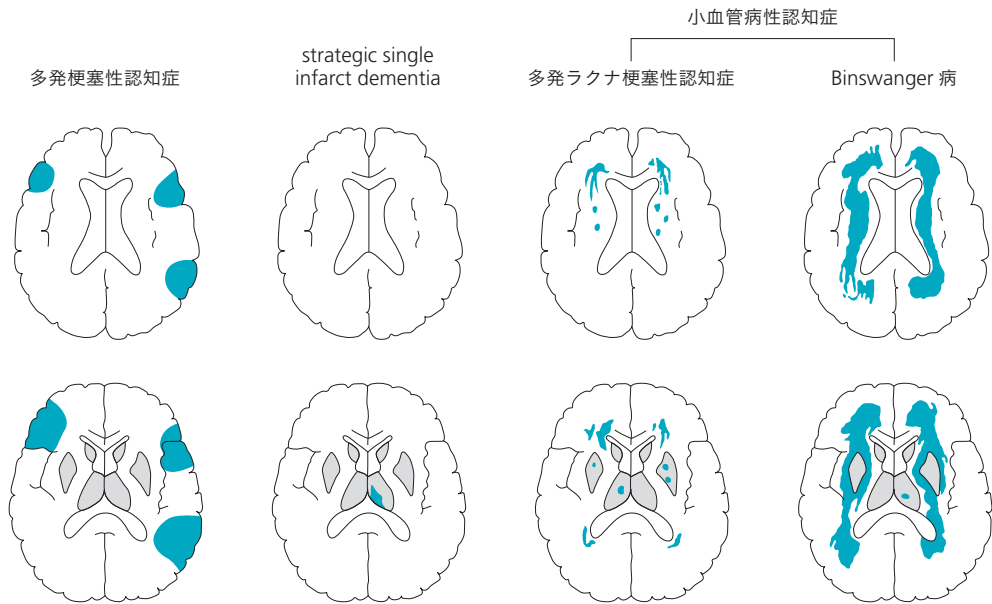 小血管病性認知症
多発梗塞性認知症
strategic single
infarct dementia
多発ラクナ梗塞性認知症
Binswanger 病